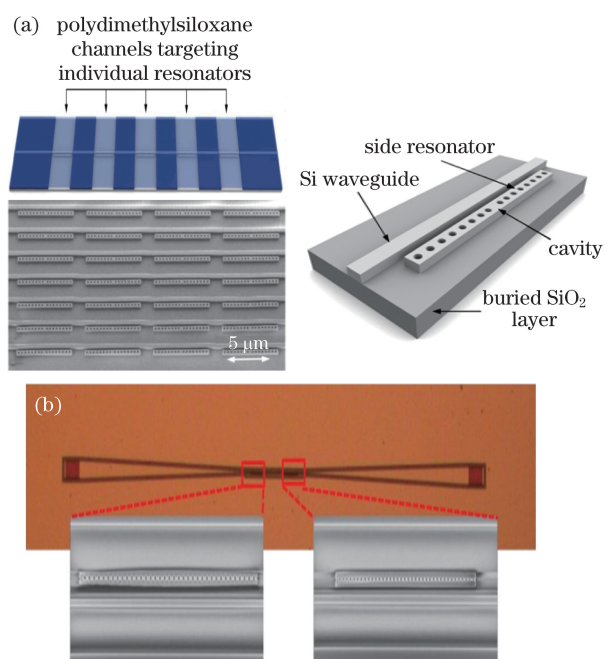 (a) polydimethylsiloxane
channels targeting
individual resonators
side resonator
Si waveguide
cavity
buried SiO₂
layer
5 μm
(b)